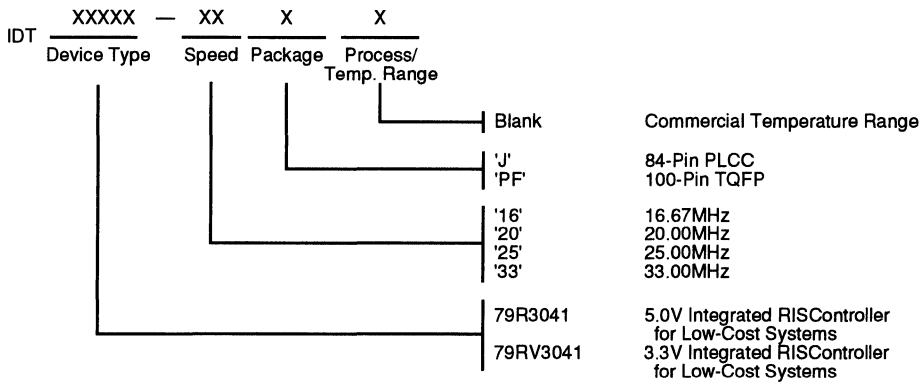 IDT XXXXX — XX X X
Device Type Speed Package Process/
Temp. Range
Blank Commercial Temperature Range
'J' 84-Pin PLCC
'PF' 100-Pin TQFP
'16' 16.67MHz
'20' 20.00MHz
'25' 25.00MHz
'33' 33.00MHz
79R3041 5.0V Integrated RISController
for Low-Cost Systems
79RV3041 3.3V Integrated RISController
for Low-Cost Systems